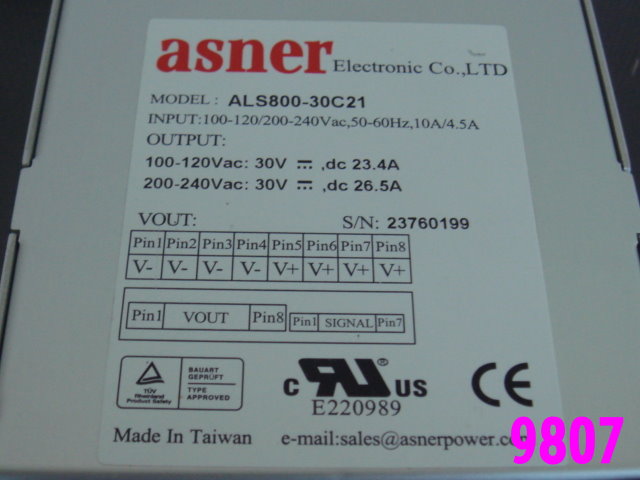 asner Electronic Co.,LTD
MODEL : ALS800-30C21
INPUT:100-120/200-240Vac,50-60Hz,10A/4.5A
OUTPUT:
100-120Vac: 30V ⎓ ,dc 23.4A
200-240Vac: 30V ⎓ ,dc 26.5A
VOUT: S/N: 23760199
Pin1 Pin2 Pin3 Pin4 Pin5 Pin6 Pin7 Pin8
V- V- V- V- V+ V+ V+ V+
Pin1 VOUT Pin8 Pin1 SIGNAL Pin7
TÜV
Rheinland
Product Safety
BAUART
GEPRÜFT
TYPE
APPROVED
C RU US
E220989
CE
Made In Taiwan e-mail:sales@asnerpower.com
9807